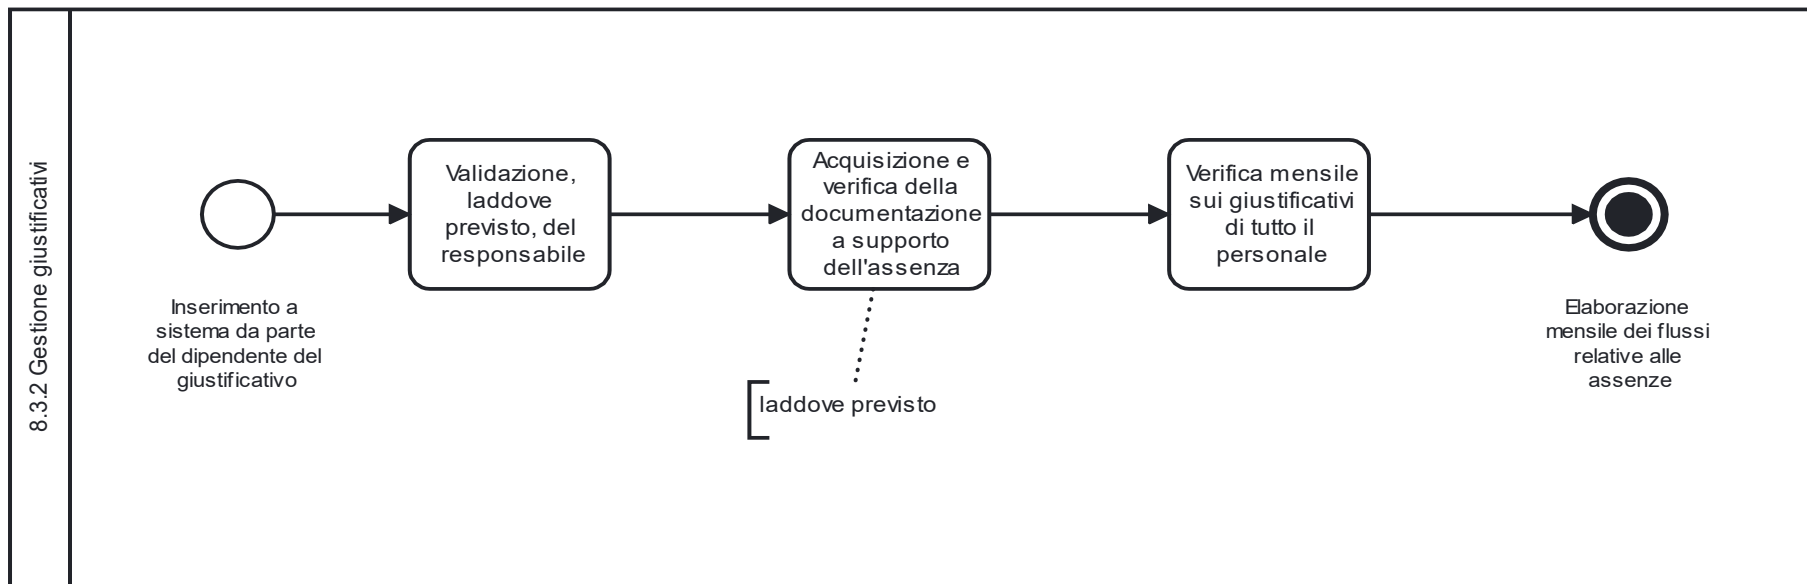 8.3.2 Gestione giustificativi
Inserimento a
sistema da parte
del dipendente del
giustificativo
Validazione,
laddove
previsto, del
responsabile
Acquisizione e
verifica della
documentazione
a supporto
dell'assenza
laddove previsto
Verifica mensile
sui giustificativi
di tutto il
personale
Elaborazione
mensile dei flussi
relative alle
assenze